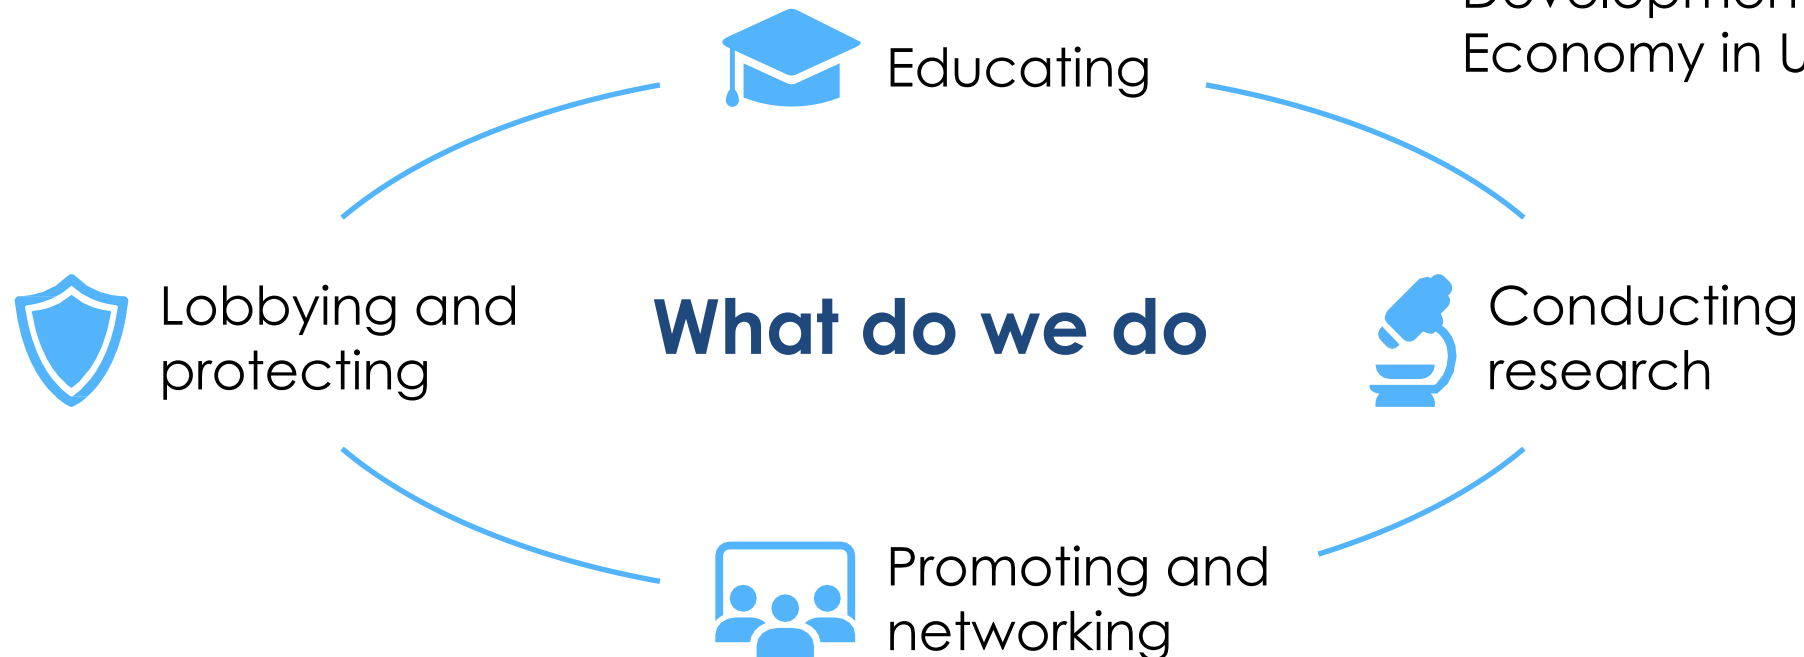 Economy in
Educating
Lobbying and
protecting
What do we do
Conducting
research
Promoting and
networking